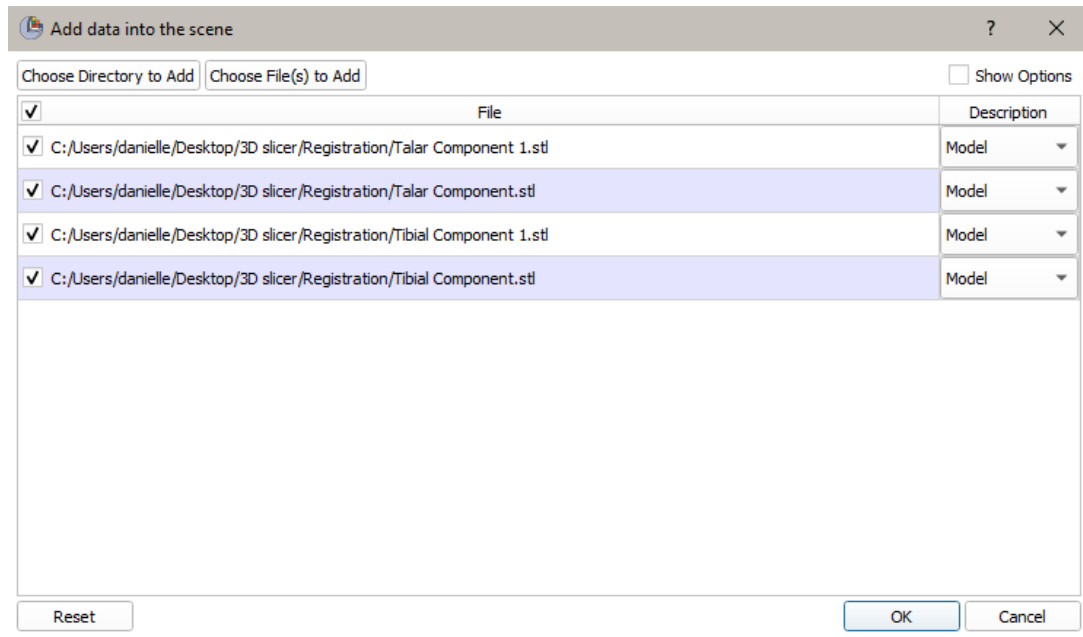 Add data into the scene ?
Choose Directory to Add Choose File(s) to Add Show Options
File Description
C:/Users/danielle/Desktop/3D slicer/Registration/Talar Component 1.stl Model
C:/Users/danielle/Desktop/3D slicer/Registration/Talar Component.stl Model
C:/Users/danielle/Desktop/3D slicer/Registration/Tibial Component 1.stl Model
C:/Users/danielle/Desktop/3D slicer/Registration/Tibial Component.stl Model
Reset OK Cancel